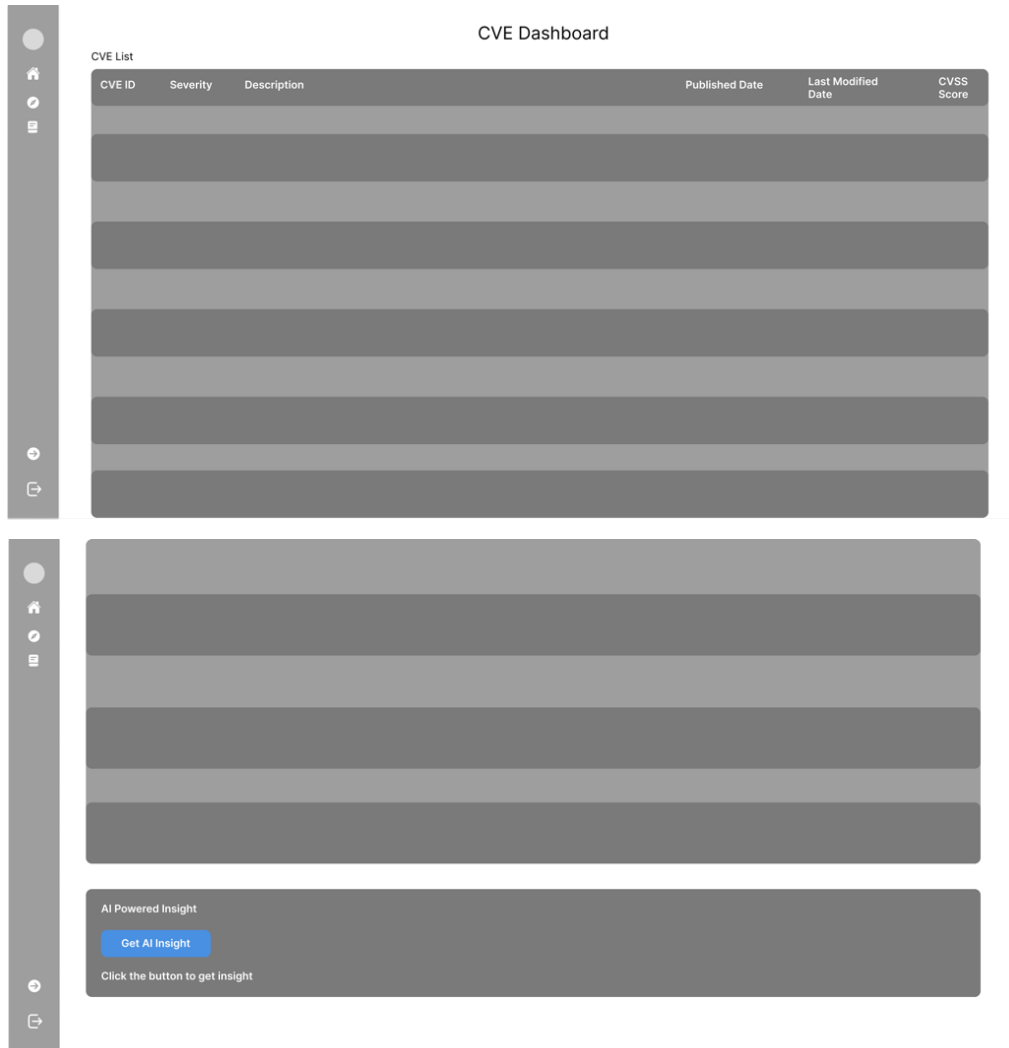 CVE Dashboard
CVE List
CVE ID Severity Description Published Date Last Modified Date CVSS Score
AI Powered Insight
Get AI Insight
Click the button to get insight